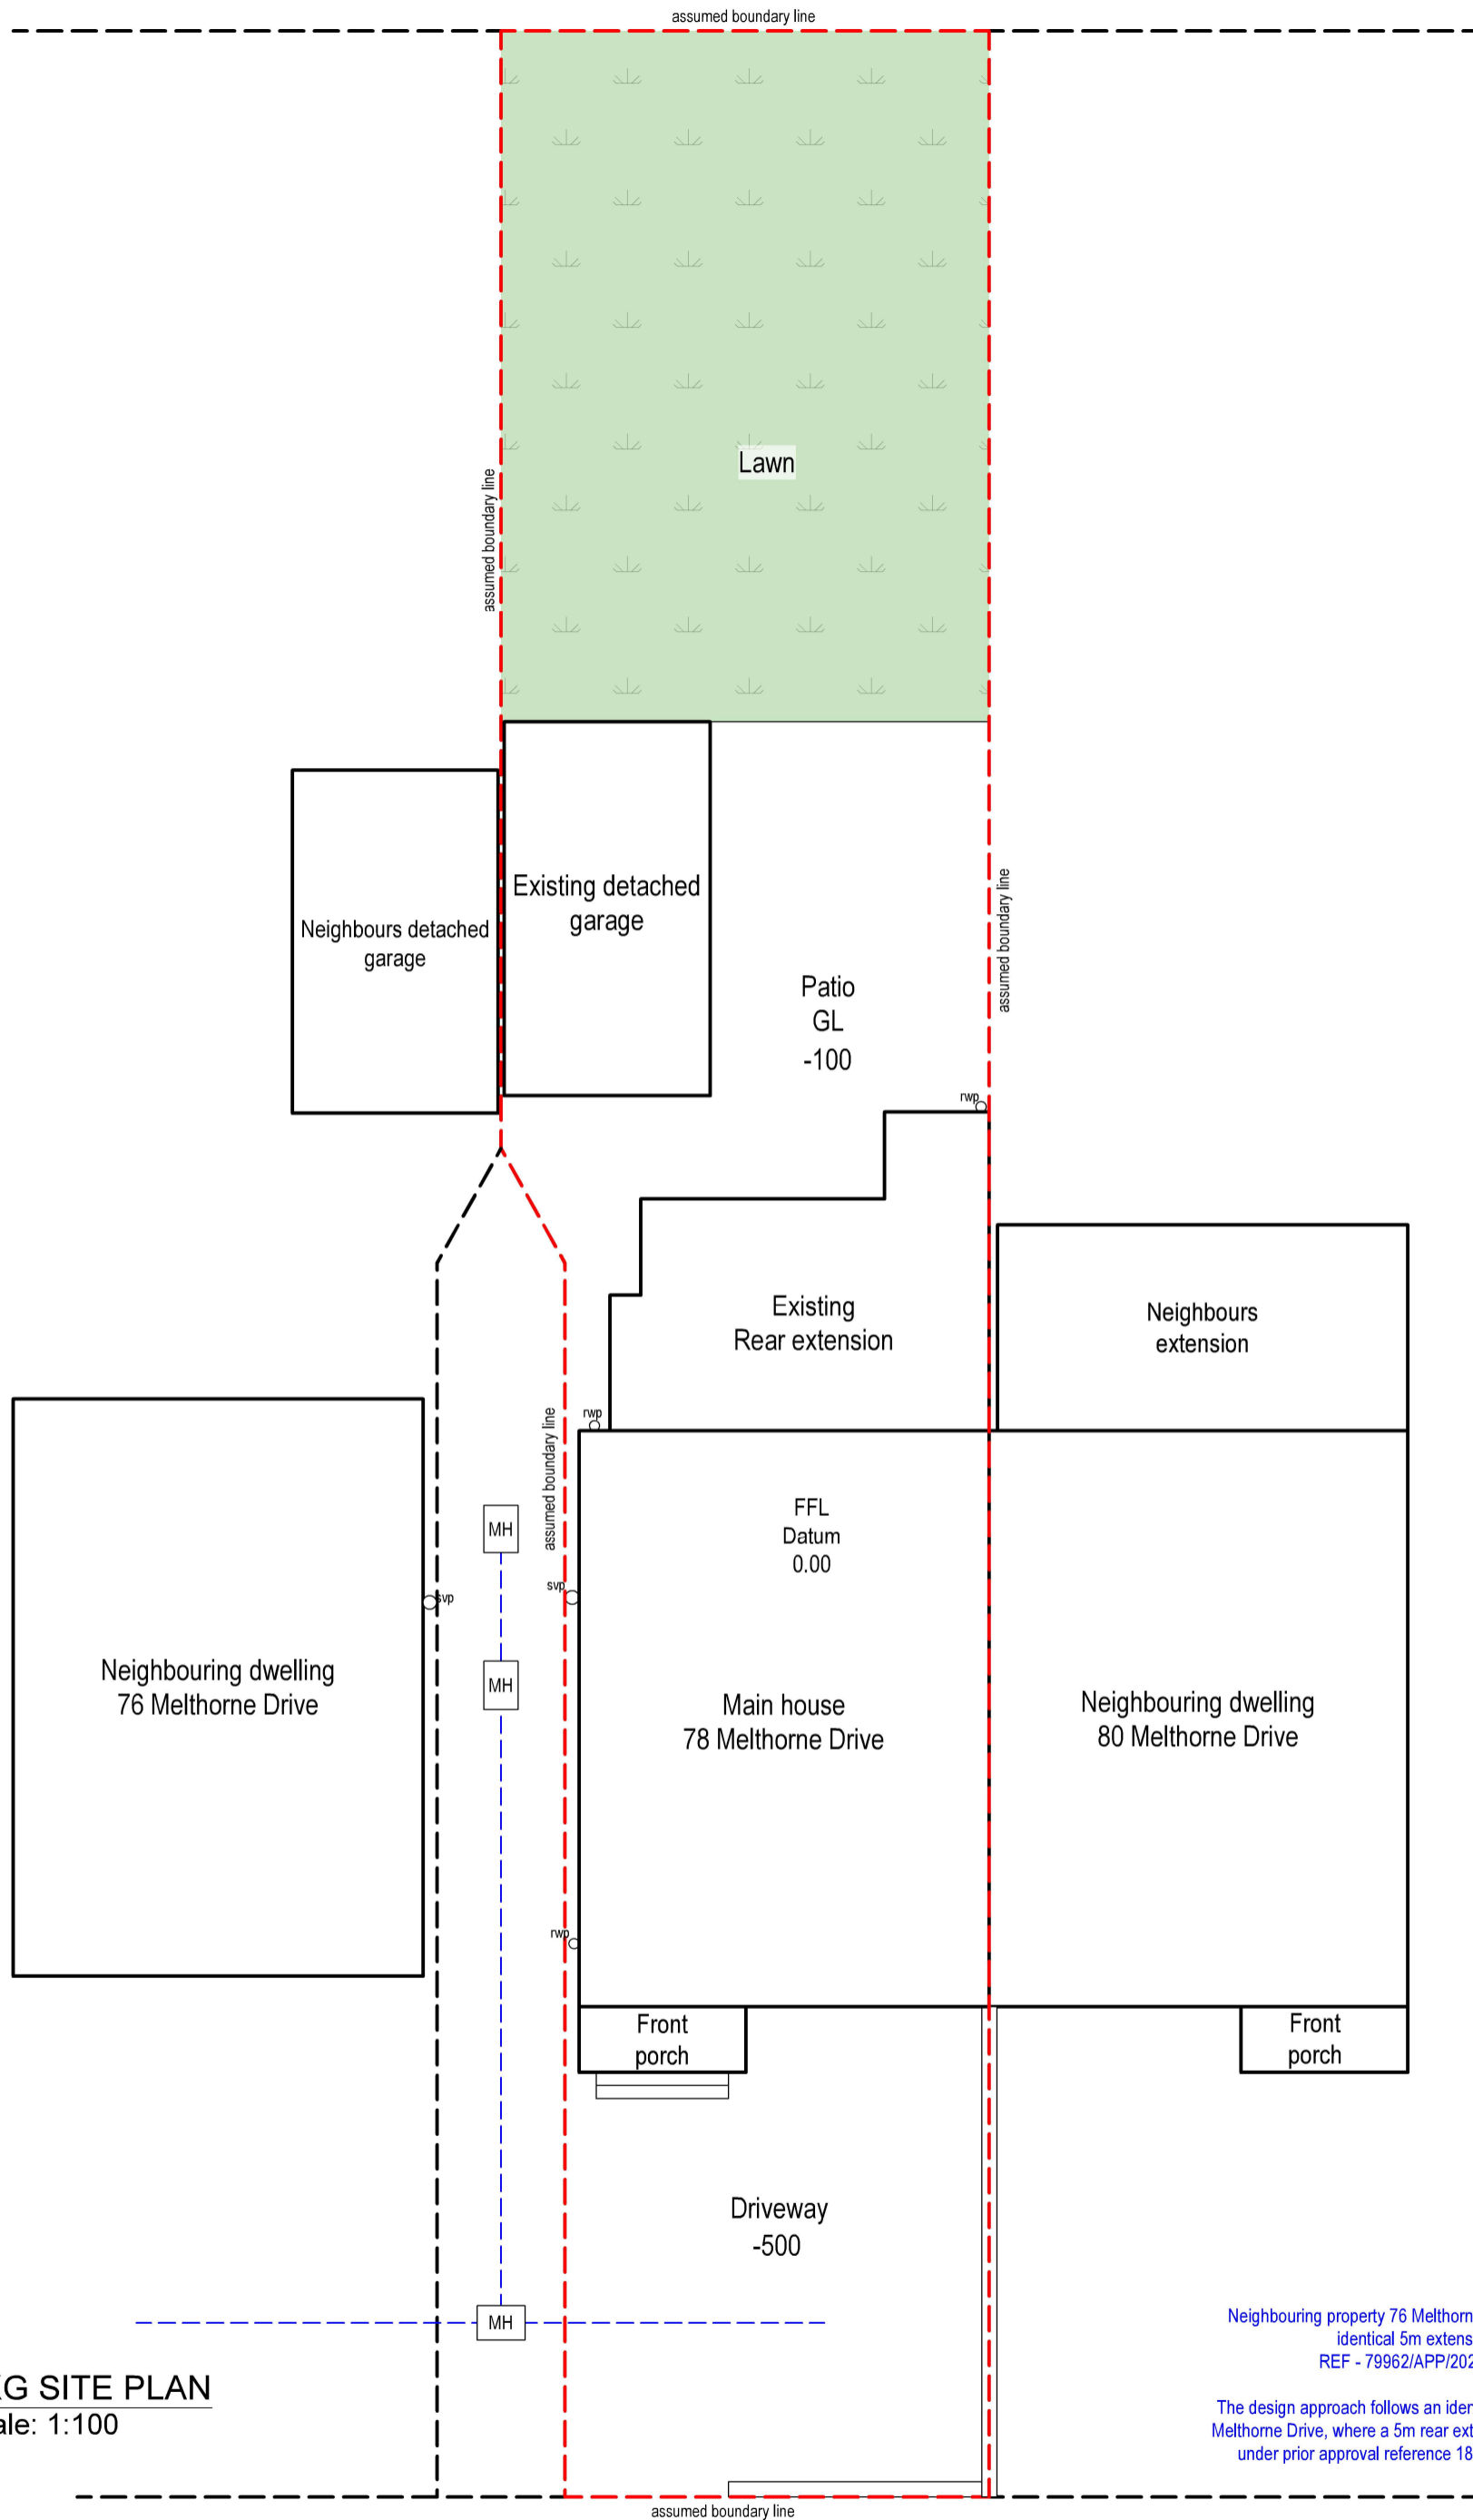 assumed boundary line
Lawn
assumed boundary line
Existing detached
garage
Neighbours detached
garage
assumed boundary line
Patio
GL
-100
rwp
Existing
Rear extension
Neighbours
extension
rwp
assumed boundary line
FFL
Datum
0.00
MH
svp
svp
Neighbouring dwelling
76 Melthorne Drive
MH
Main house
78 Melthorne Drive
Neighbouring dwelling
80 Melthorne Drive
rwp
Front
porch
Front
porch
Driveway
-500
MH
Neighbouring property 76 Melthorn
identical 5m extens
REF - 79962/APP/202
G SITE PLAN
ale: 1:100
The design approach follows an iden
Melthorne Drive, where a 5m rear ext
under prior approval reference 18
assumed boundary line